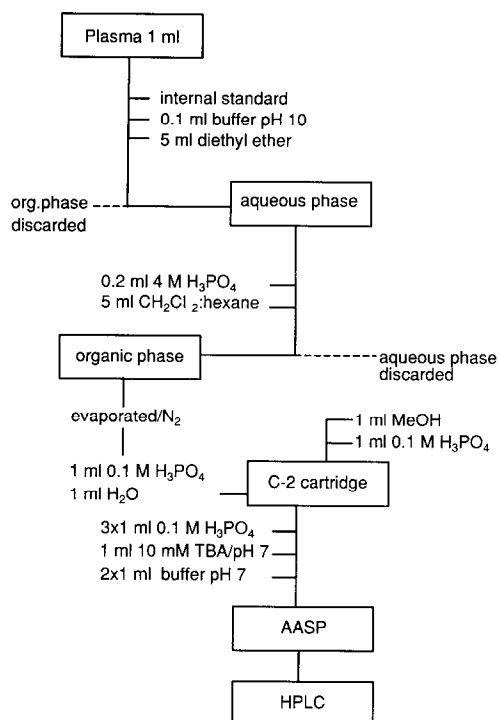 Plasma 1 ml
internal standard
0.1 ml buffer pH 10
5 ml diethyl ether
org.phase
discarded
aqueous phase
0.2 ml 4 M H₃PO₄
5 ml CH₂Cl ₂:hexane
organic phase
aqueous phase
discarded
evaporated/N₂
1 ml MeOH
1 ml 0.1 M H₃PO₄
1 ml 0.1 M H₃PO₄
1 ml H₂O
C-2 cartridge
3x1 ml 0.1 M H₃PO₄
1 ml 10 mM TBA/pH 7
2x1 ml buffer pH 7
AASP
HPLC